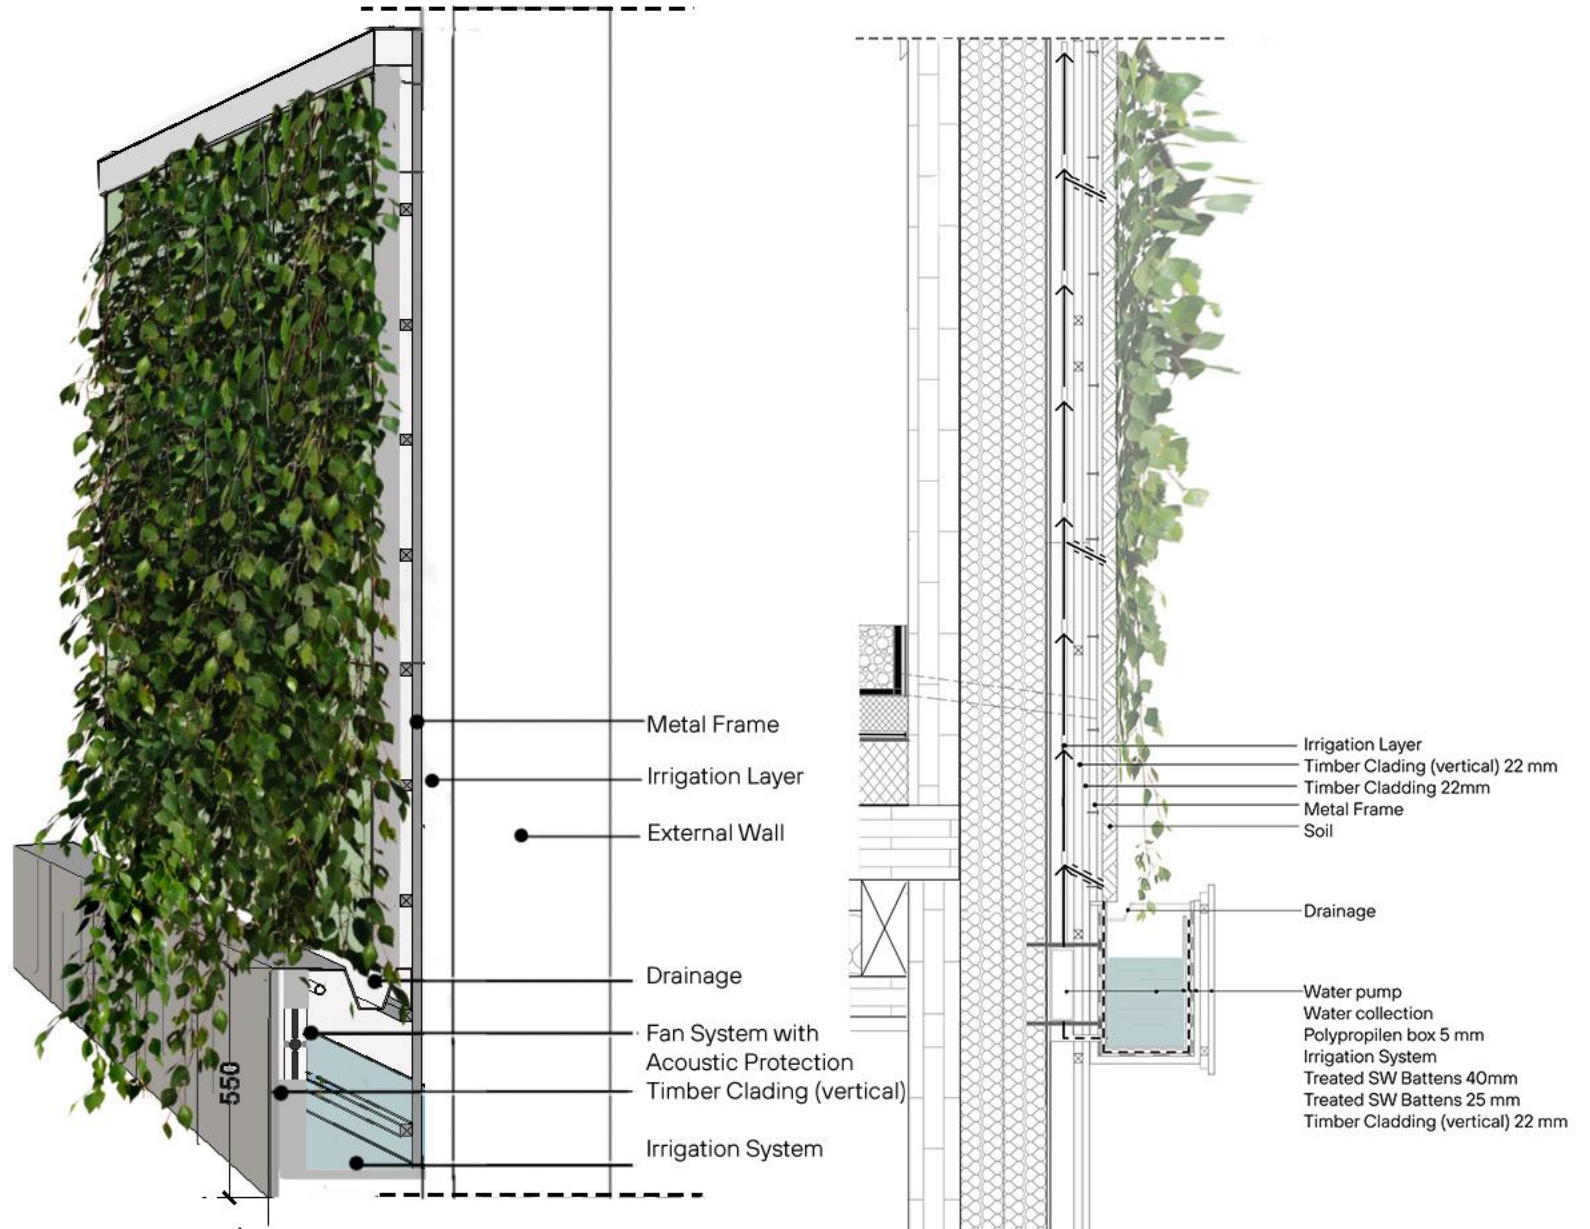 Metal Frame
Irrigation Layer
External Wall
Drainage
Fan System with
Acoustic Protection
Timber Clading (vertical)
Irrigation System
550
Irrigation Layer
Timber Clading (vertical) 22 mm
Timber Cladding 22mm
Metal Frame
Soil
Drainage
Water pump
Water collection
Polypropilen box 5 mm
Irrigation System
Treated SW Battens 40mm
Treated SW Battens 25 mm
Timber Cladding (vertical) 22 mm